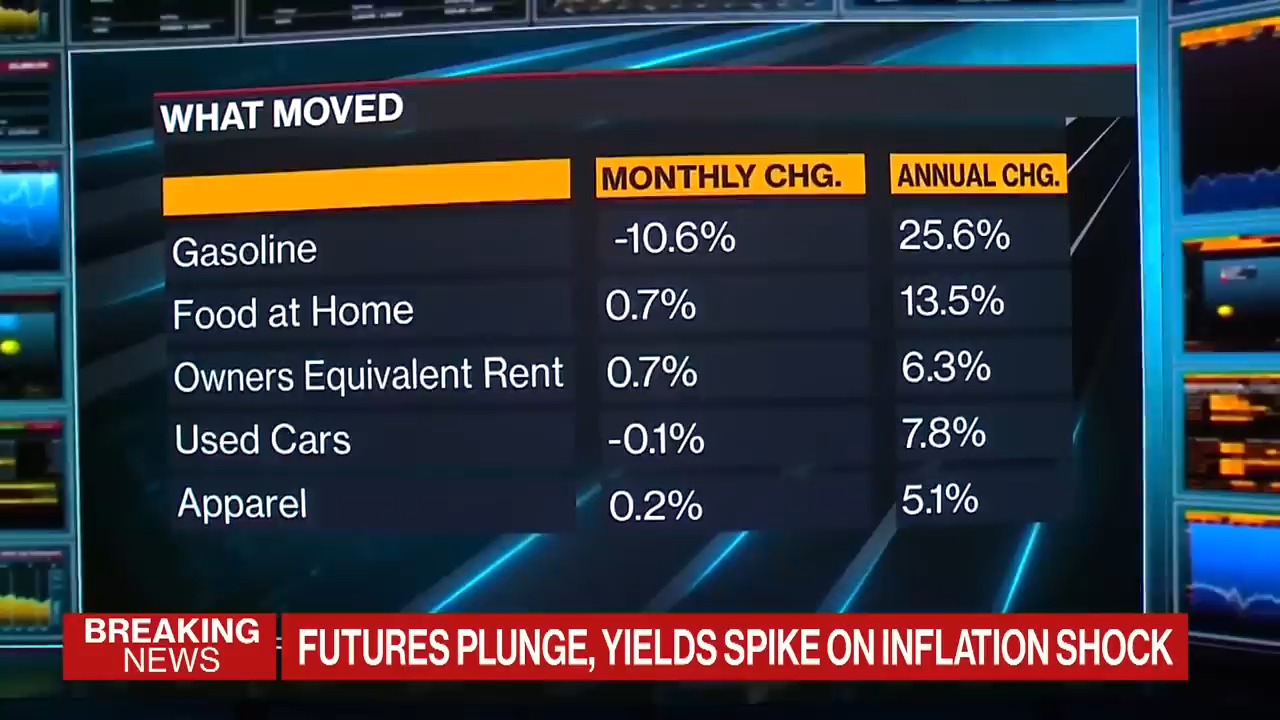 WHAT MOVED
MONTHLY CHG. ANNUAL CHG.
Gasoline -10.6% 25.6%
Food at Home 0.7% 13.5%
Owners Equivalent Rent 0.7% 6.3%
Used Cars -0.1% 7.8%
Apparel 0.2% 5.1%
BREAKING NEWS
FUTURES PLUNGE, YIELDS SPIKE ON INFLATION SHOCK